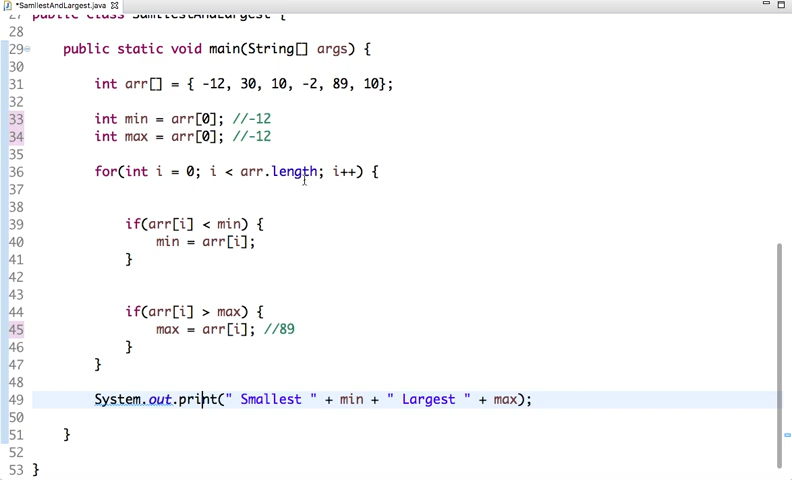 *SamllestAndLargest.java
27 public class SamllestAndLargest {
28
29 public static void main(String[] args) {
30
31 int arr[] = { -12, 30, 10, -2, 89, 10};
32
33 int min = arr[0]; //-12
34 int max = arr[0]; //-12
35
36 for(int i = 0; i < arr.length; i++) {
37
38
39 if(arr[i] < min) {
40 min = arr[i];
41 }
42
43
44 if(arr[i] > max) {
45 max = arr[i]; //89
46 }
47 }
48
49 System.out.print(" Smallest " + min + " Largest " + max);
50
51 }
52
53 }